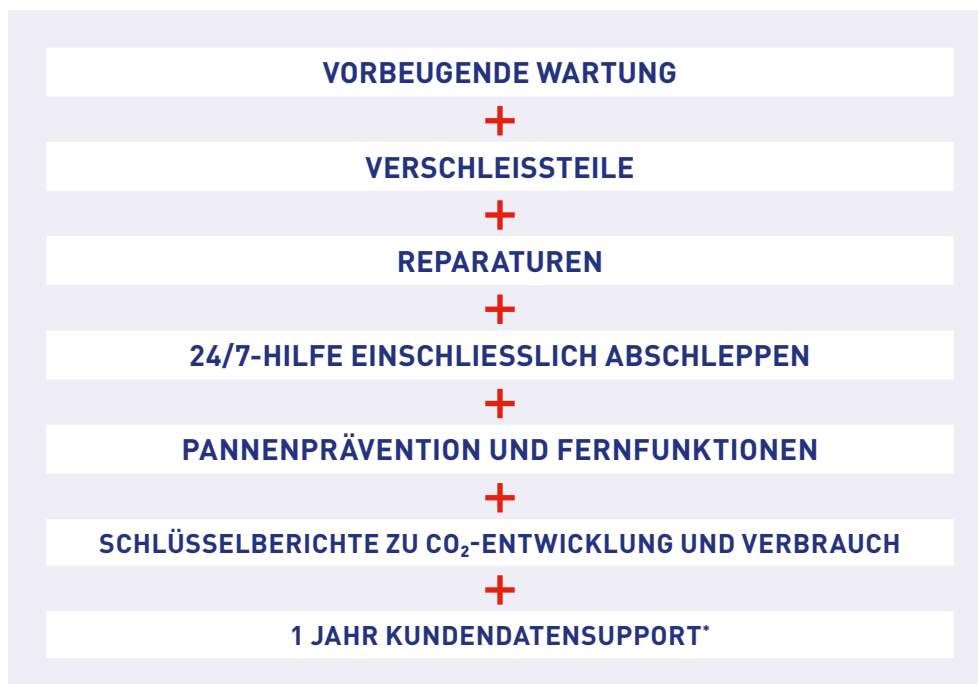 VORBEUGENDE WARTUNG
+
VERSCHLEISSTEILE
+
REPARATUREN
+
24/7-HILFE EINSCHLIESSLICH ABSCHLEPPEN
+
PANNENPRÄVENTION UND FERNFUNKTIONEN
+
SCHLÜSSELBERICHTE ZU CO₂-ENTWICKLUNG UND VERBRAUCH
+
1 JAHR KUNDENDATENSUPPORT*